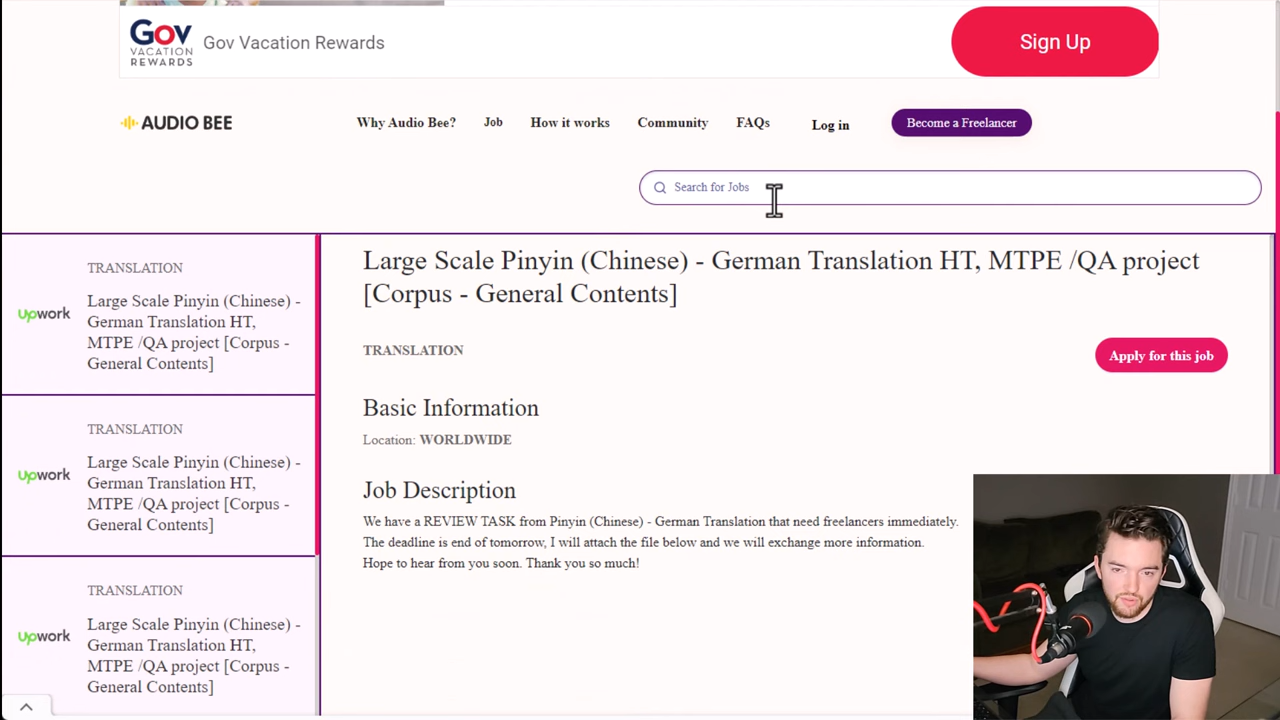 GOV
VACATION
REWARDS
Gov Vacation Rewards
Sign Up
AUDIO BEE
Why Audio Bee?
Job
How it works
Community
FAQs
Log in
Become a Freelancer
Search for Jobs
TRANSLATION
upwork
Large Scale Pinyin (Chinese) -
German Translation HT,
MTPE /QA project [Corpus -
General Contents]
TRANSLATION
upwork
Large Scale Pinyin (Chinese) -
German Translation HT,
MTPE /QA project [Corpus -
General Contents]
TRANSLATION
upwork
Large Scale Pinyin (Chinese) -
German Translation HT,
MTPE /QA project [Corpus -
General Contents]
Large Scale Pinyin (Chinese) - German Translation HT, MTPE /QA project
[Corpus - General Contents]
TRANSLATION
Apply for this job
Basic Information
Location: WORLDWIDE
Job Description
We have a REVIEW TASK from Pinyin (Chinese) - German Translation that need freelancers immediately.
The deadline is end of tomorrow, I will attach the file below and we will exchange more information.
Hope to hear from you soon. Thank you so much!